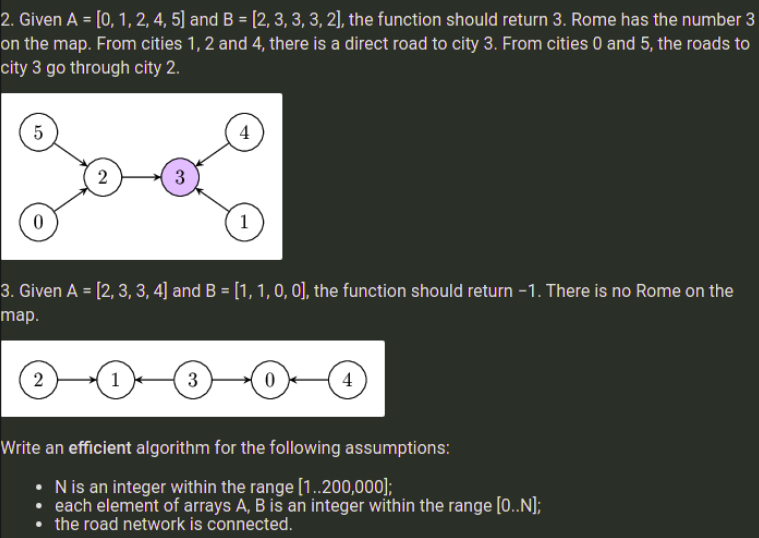 2. Given A = [0, 1, 2, 4, 5] and B = [2, 3, 3, 3, 2], the function should return 3. Rome has the number 3
on the map. From cities 1, 2 and 4, there is a direct road to city 3. From cities 0 and 5, the roads to
city 3 go through city 2.
5
4
2
3
0
1
3. Given A = [2, 3, 3, 4] and B = [1, 1, 0, 0], the function should return −1. There is no Rome on the
map.
2 1 3 0 4
Write an efficient algorithm for the following assumptions:
• N is an integer within the range [1..200,000];
• each element of arrays A, B is an integer within the range [0..N];
• the road network is connected.